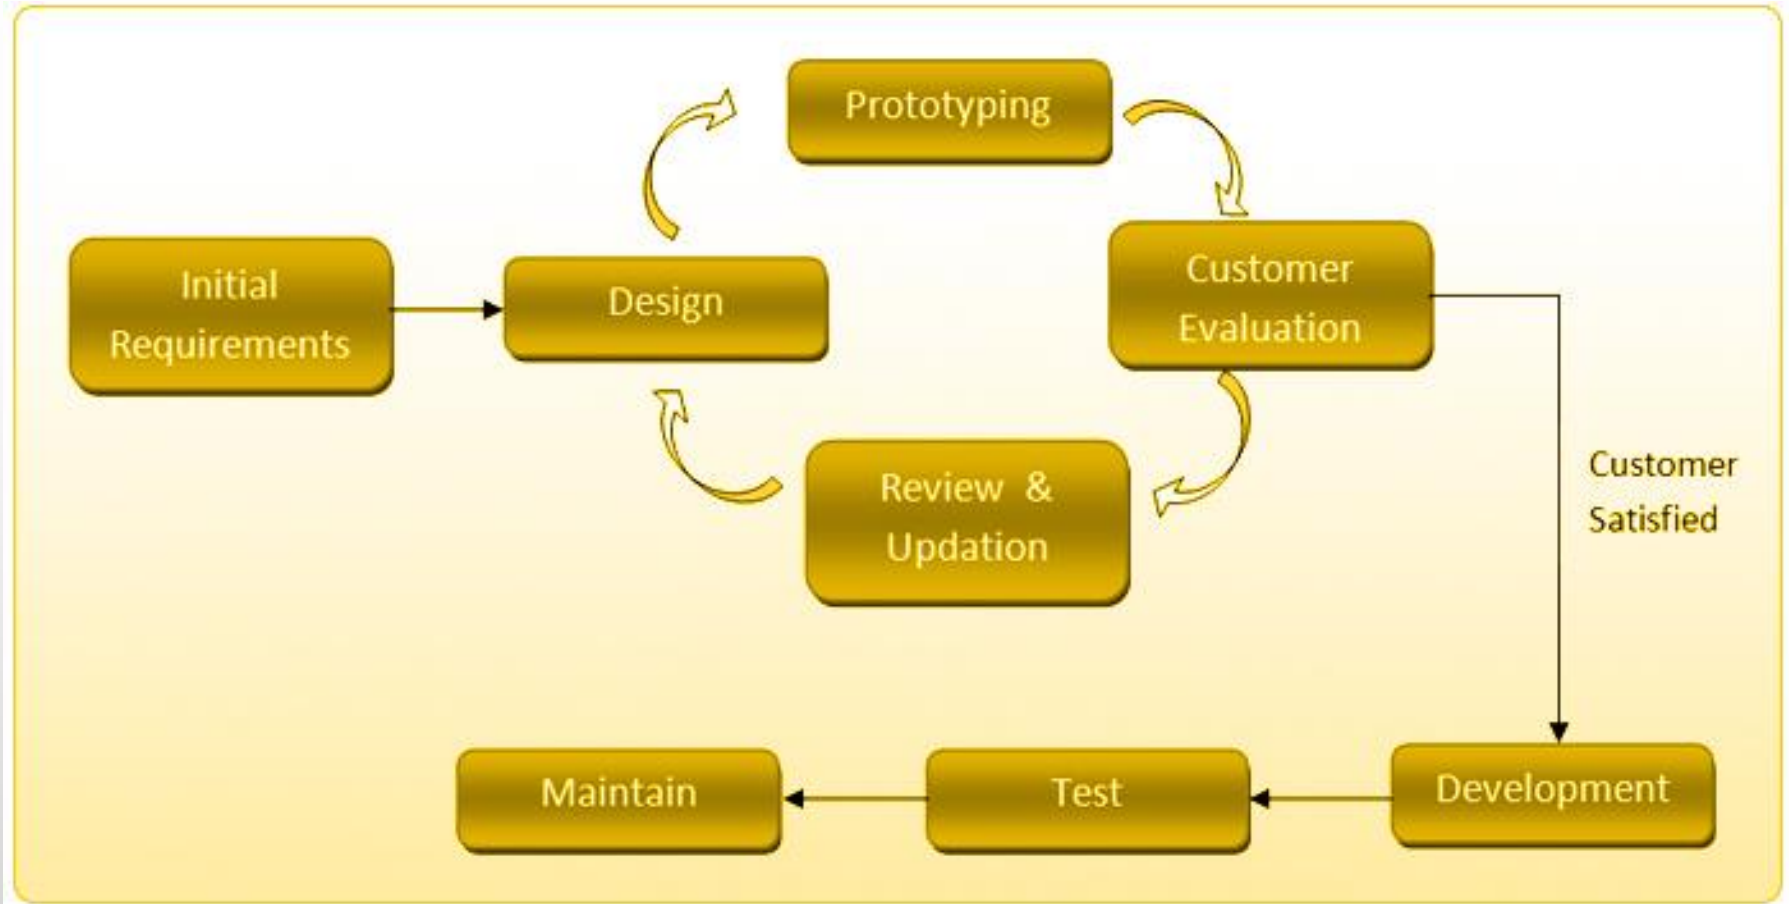 Prototyping
Initial
Requirements
Design
Customer
Evaluation
Review & 
Updation
Customer
Satisfied
Maintain
Test
Development